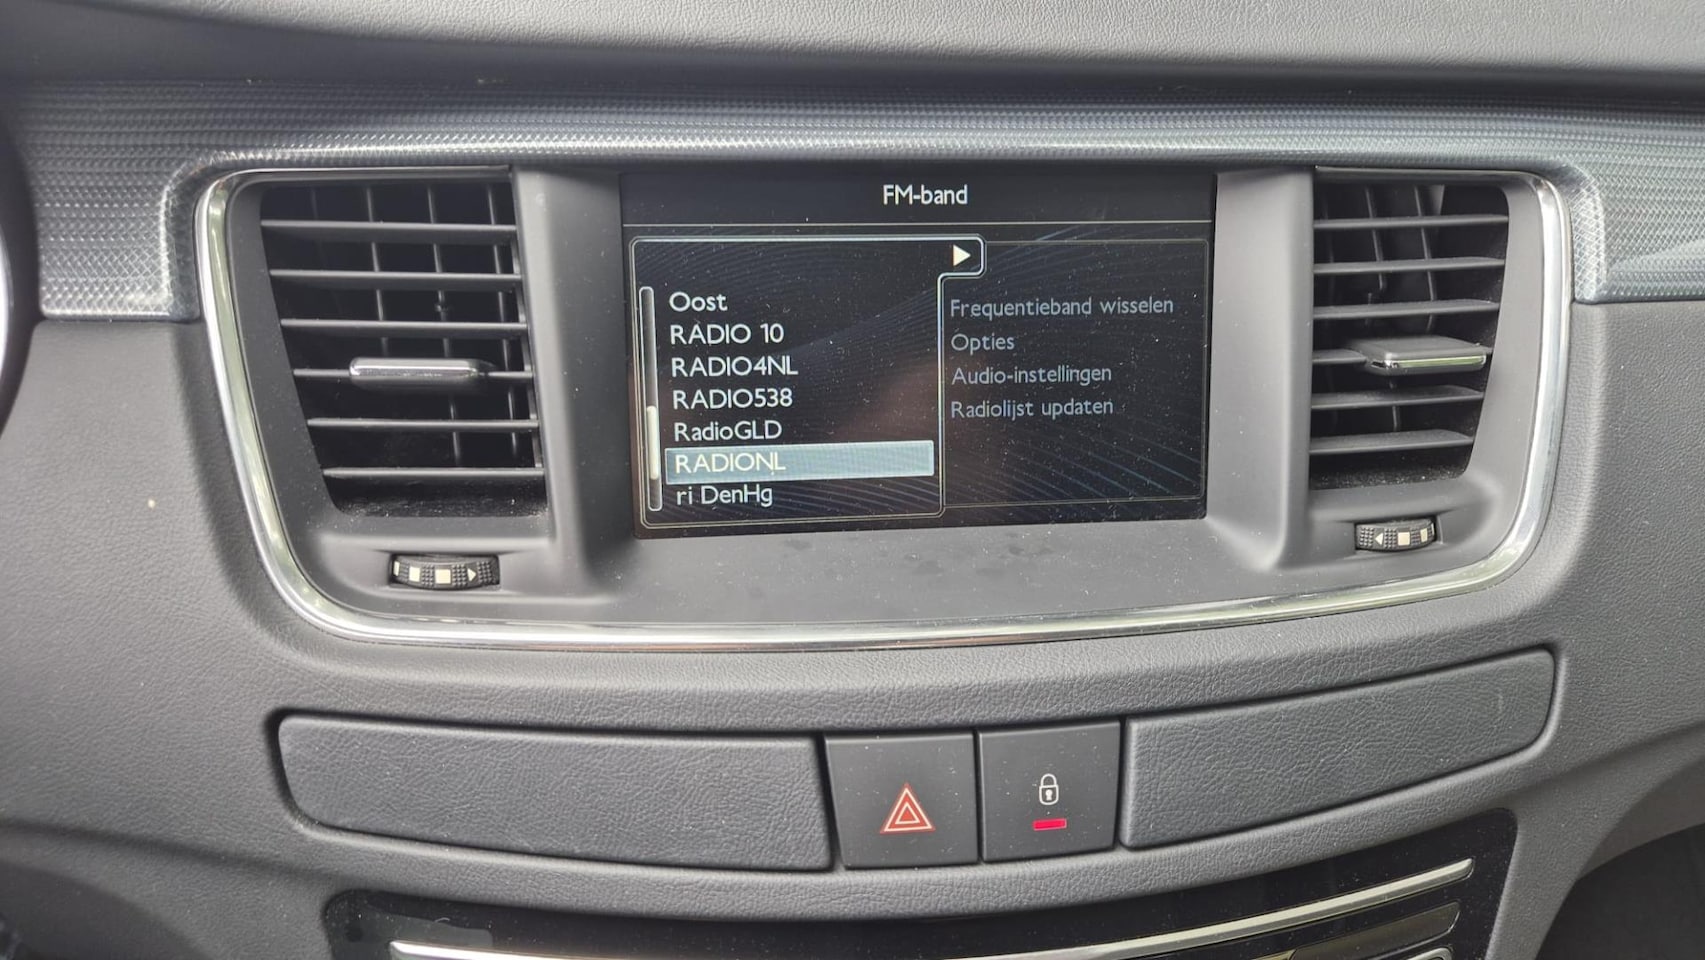 FM-band
Oost
RADIO 10
RADIO4NL
RADIO538
RadioGLD
RADIONL
ri DenHg
Frequentieband wisselen
Opties
Audio-instellingen
Radiolijst updaten